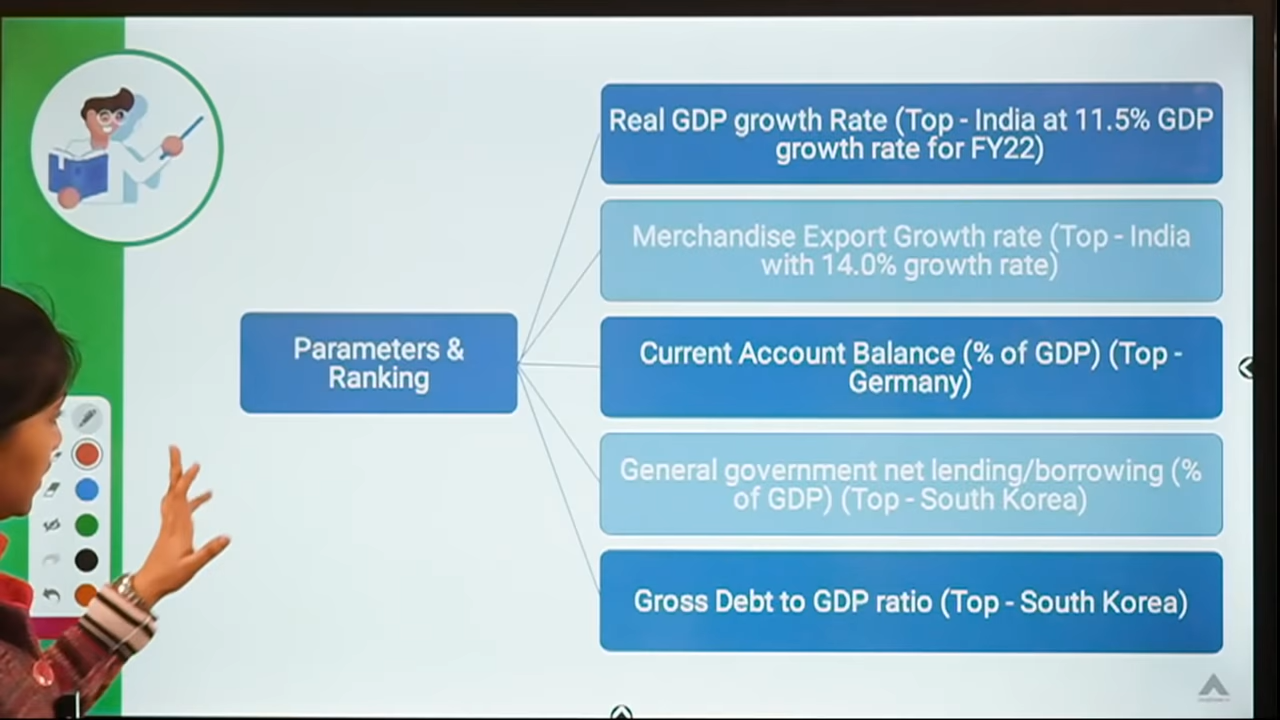 Real GDP growth Rate (Top - India at 11.5% GDP
growth rate for FY22)
Merchandise Export Growth rate (Top - India
with 14.0% growth rate)
Parameters &
Ranking
Current Account Balance (% of GDP) (Top -
Germany)
General government net lending/borrowing (%
of GDP) (Top - South Korea)
Gross Debt to GDP ratio (Top - South Korea)